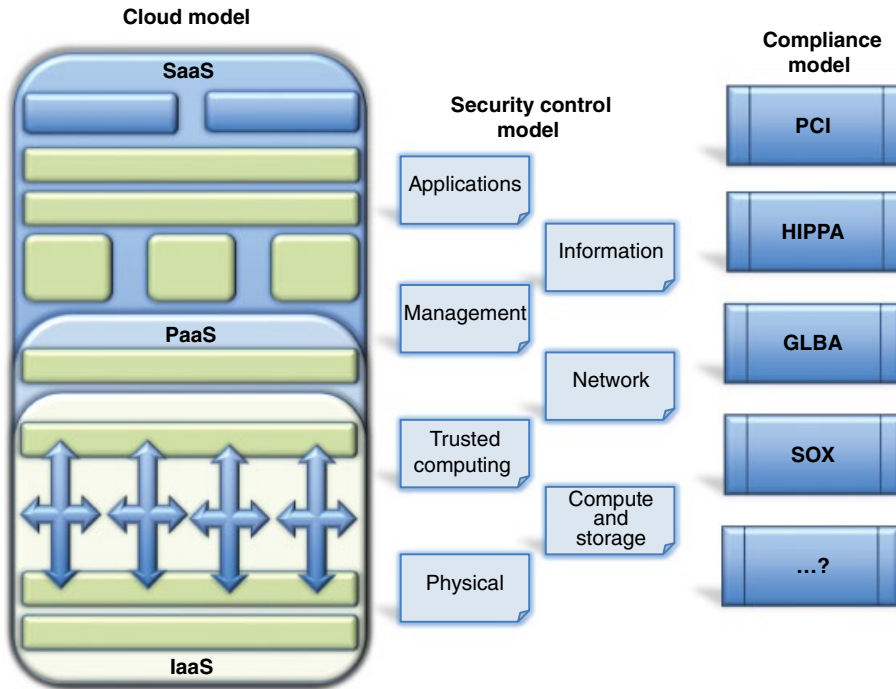 Cloud model
SaaS
PaaS
IaaS
Security control
model
Applications
Information
Management
Network
Trusted
computing
Compute
and
storage
Physical
Compliance
model
PCI
HIPPA
GLBA
SOX
...?